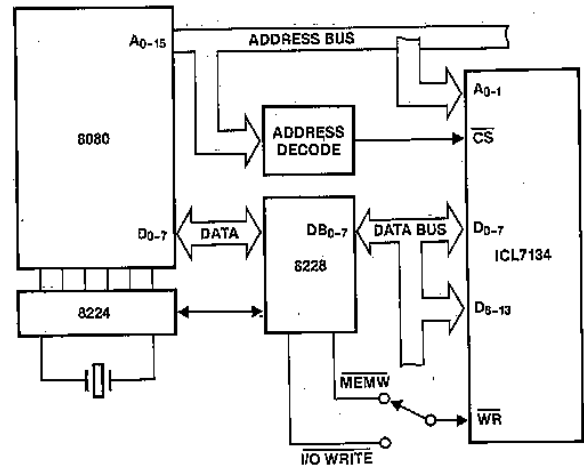 A0–15
ADDRESS BUS
A0–1
8080
ADDRESS
DECODE
CS
D0–7
DATA
DB0–7
DATA BUS
D0–7
8228
ICL7134
8224
D8–13
MEMW
WR
I/O WRITE